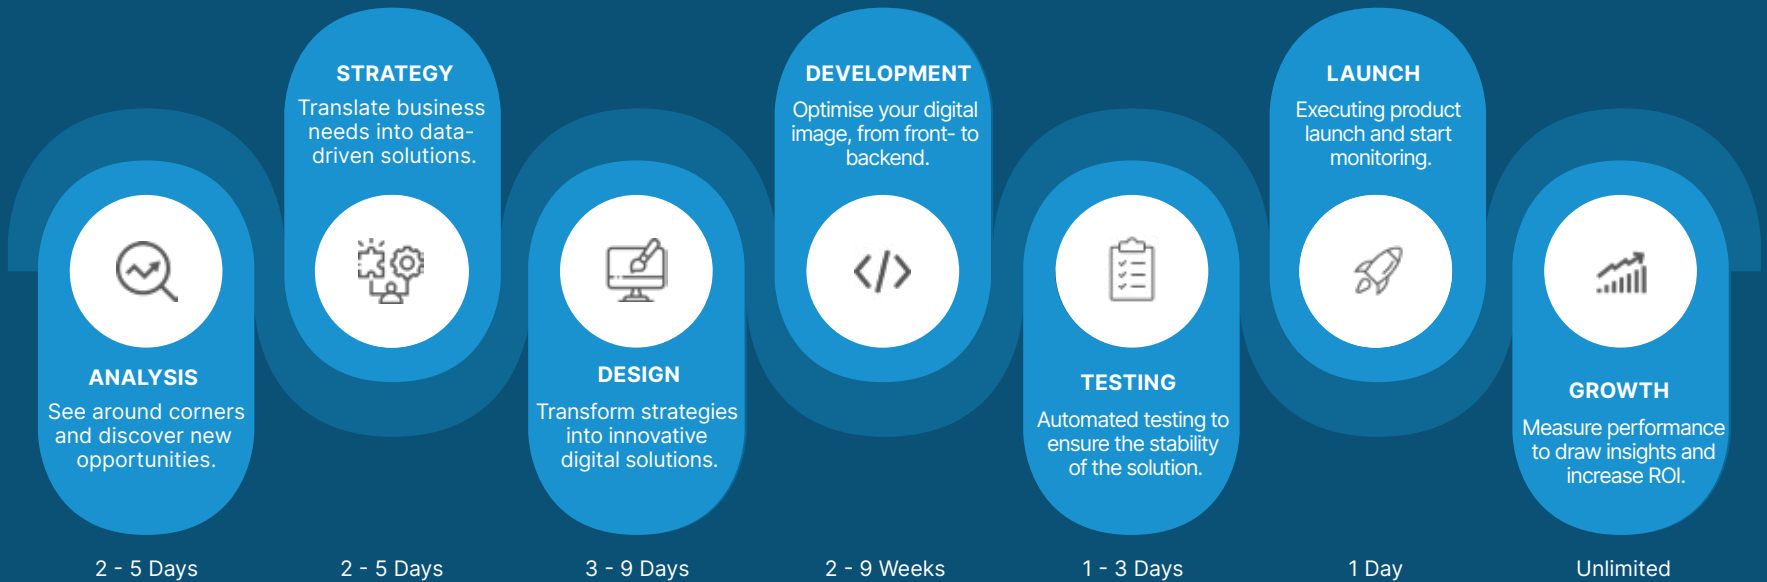 ANALYSIS
See around corners
and discover new
opportunities.
2 - 5 Days
STRATEGY
Translate business
needs into data-
driven solutions.
2 - 5 Days
DESIGN
Transform strategies
into innovative
digital solutions.
3 - 9 Days
DEVELOPMENT
Optimise your digital
image, from front- to
backend.
2 - 9 Weeks
TESTING
Automated testing to
ensure the stability
of the solution.
1 - 3 Days
LAUNCH
Executing product
launch and start
monitoring.
1 Day
GROWTH
Measure performance
to draw insights and
increase ROI.
Unlimited